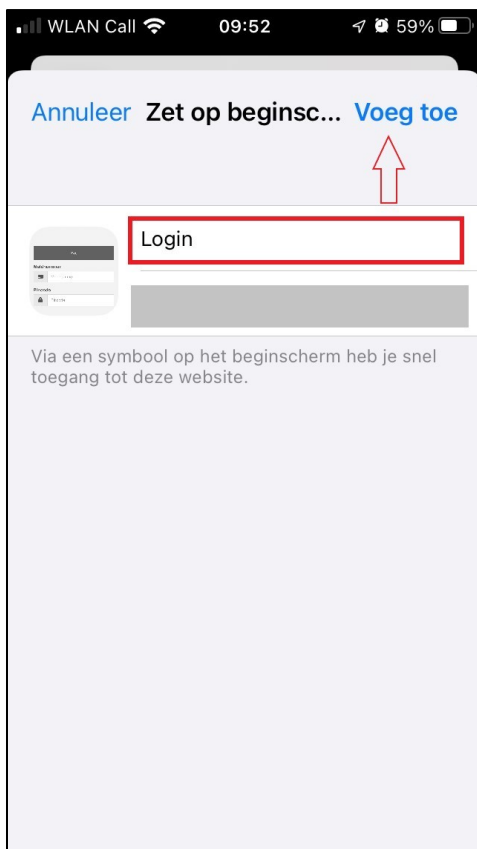 WLAN Call 09:52 59%
Annuleer Zet op beginsc... Voeg toe
Login
Via een symbool op het beginscherm heb je snel
toegang tot deze website.